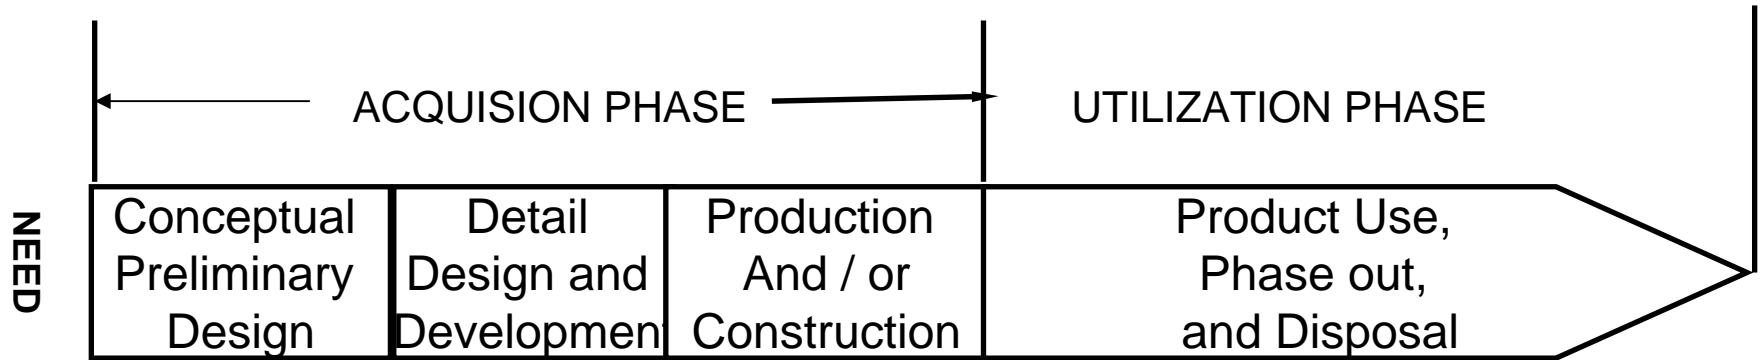 ACQUISION PHASE
UTILIZATION PHASE
NEED
Conceptual
Preliminary
Design
Detail
Design and
Development
Production
And / or
Construction
Product Use,
Phase out,
and Disposal